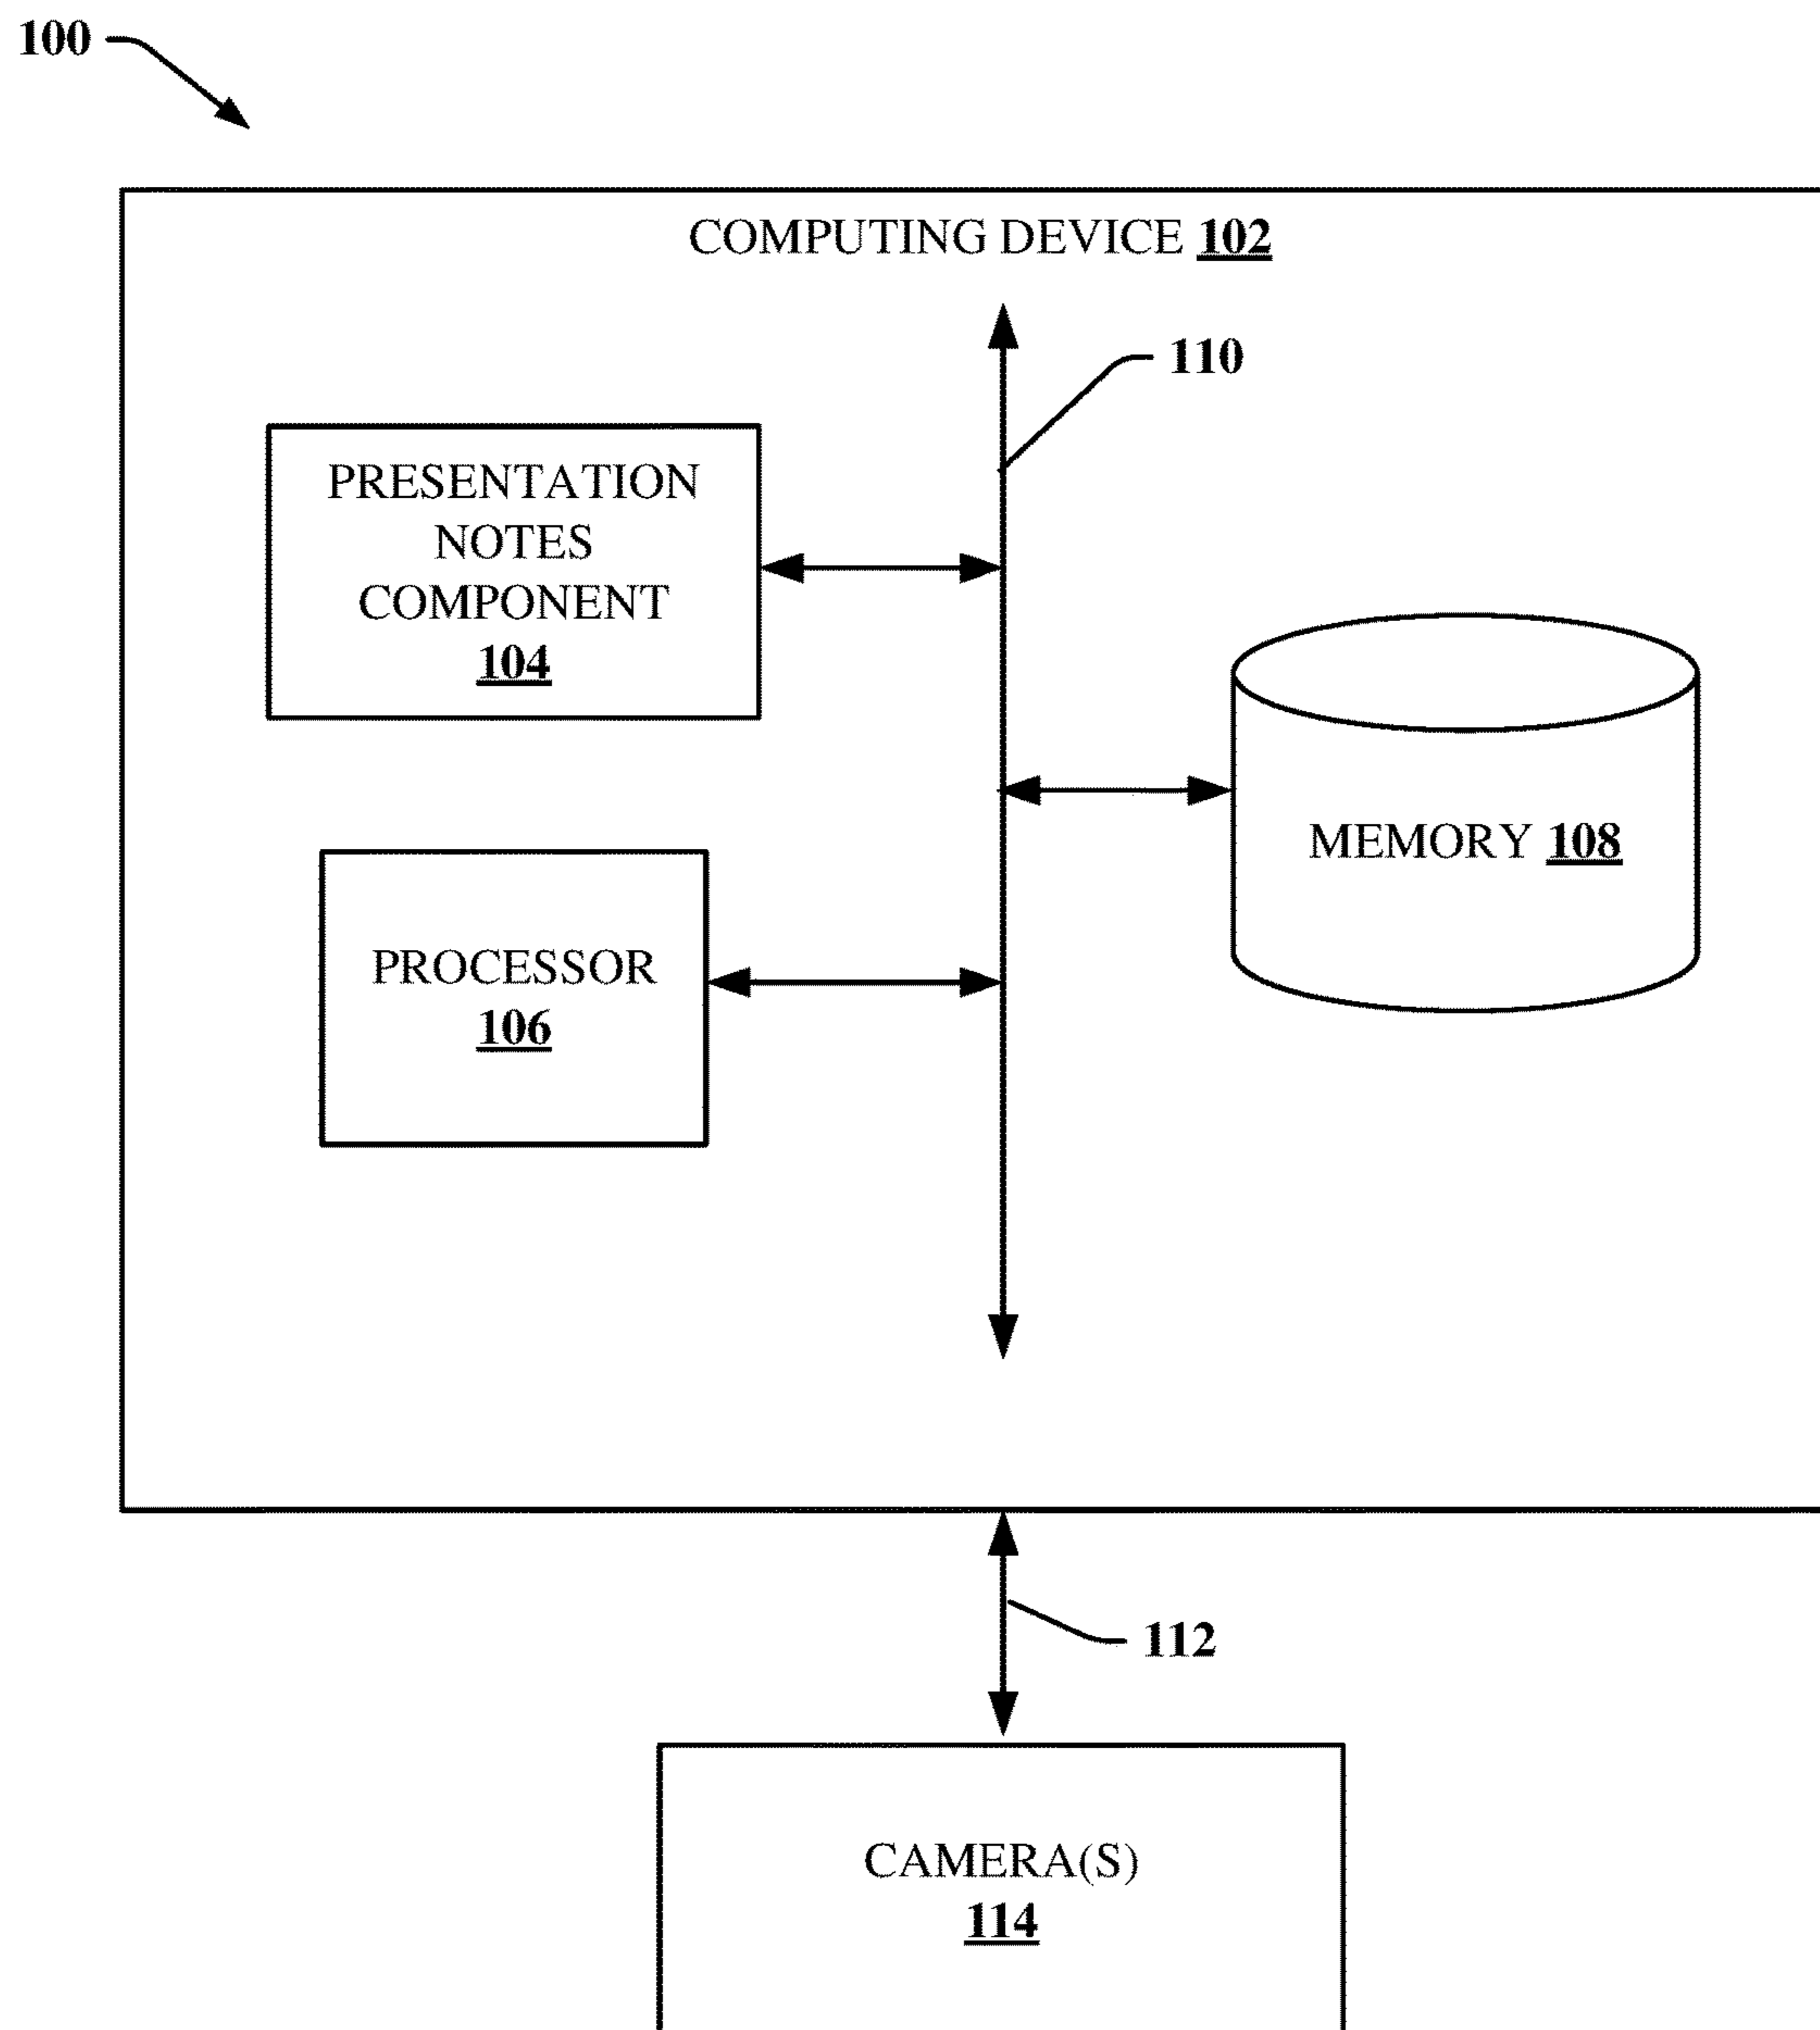 100
COMPUTING DEVICE 102
110
PRESENTATION
NOTES
COMPONENT
104
MEMORY 108
PROCESSOR
106
112
CAMERA(S)
114